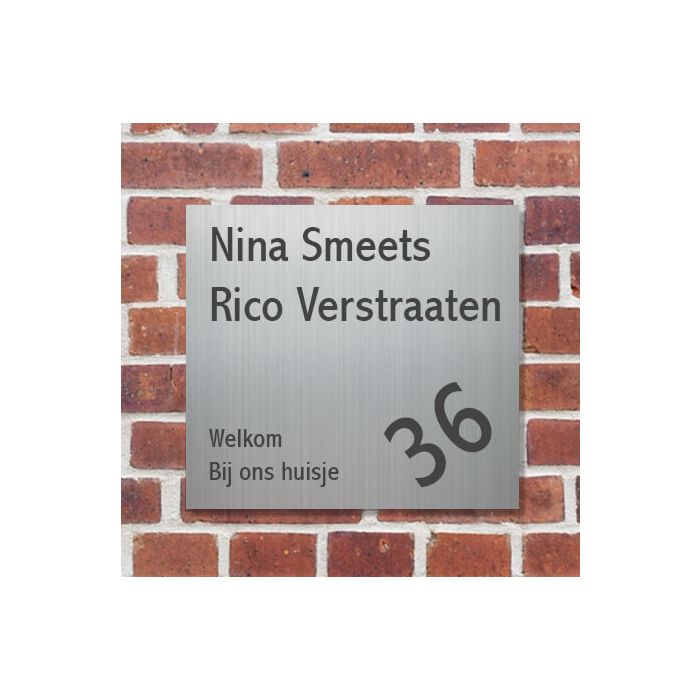 Nina Smeets
Rico Verstraaten
Welkom
Bij ons huisje
36